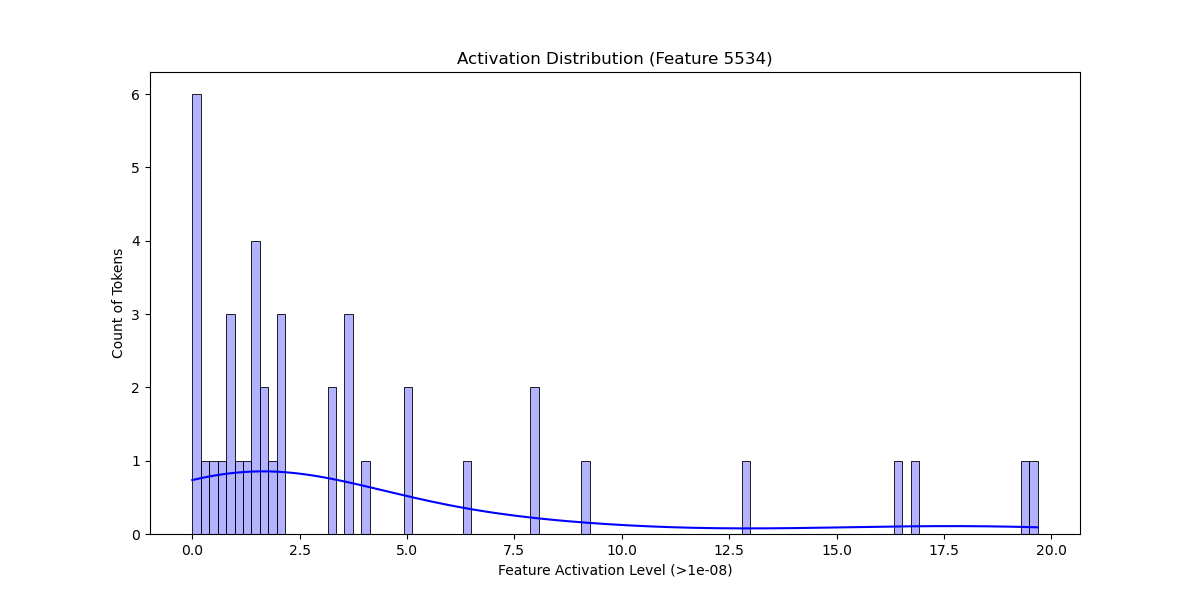 Activation Distribution (Feature 5534)
Count of Tokens
6
5
4
3
2
1
0
0.0 2.5 5.0 7.5 10.0 12.5 15.0 17.5 20.0
Feature Activation Level (>1e-08)